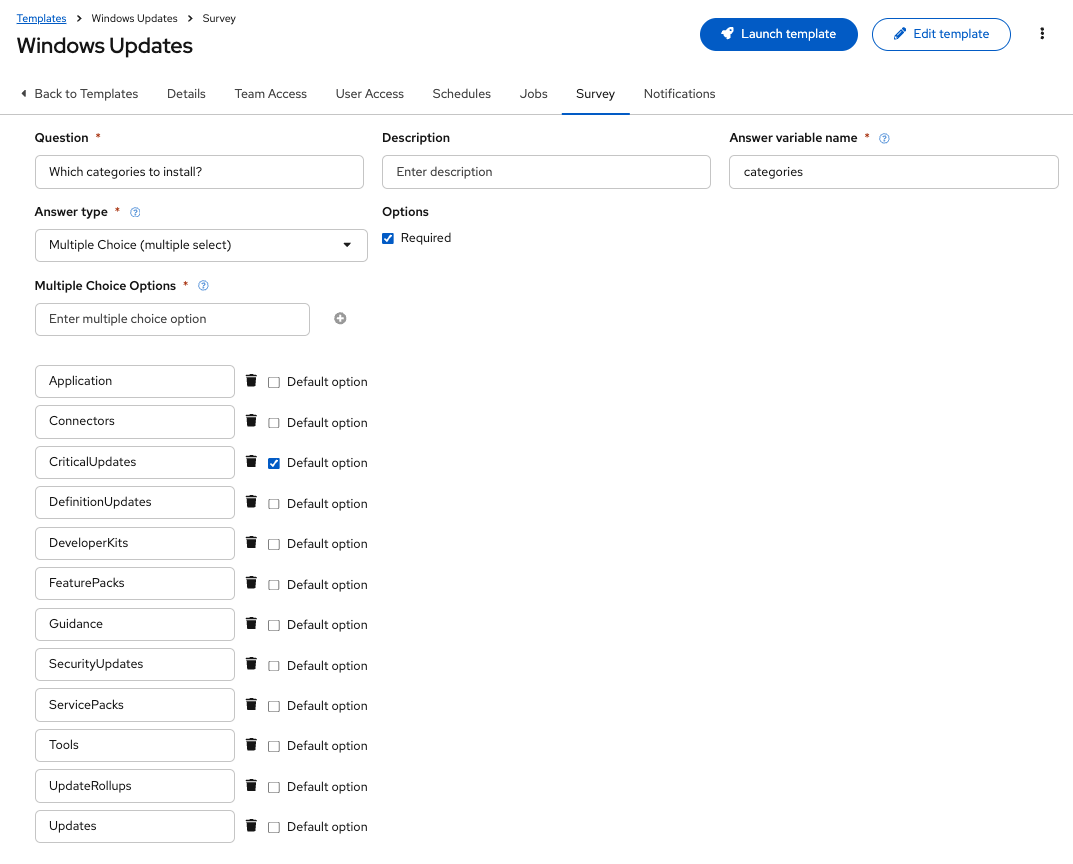 Templates > Windows Updates > Survey
Windows Updates
Launch template
Edit template
Back to Templates Details Team Access User Access Schedules Jobs Survey Notifications
Question * Description Answer variable name *
Which categories to install? Enter description categories
Answer type * Options
Multiple Choice (multiple select) Required
Multiple Choice Options *
Enter multiple choice option
Application Default option
Connectors Default option
CriticalUpdates Default option
DefinitionUpdates Default option
DeveloperKits Default option
FeaturePacks Default option
Guidance Default option
SecurityUpdates Default option
ServicePacks Default option
Tools Default option
UpdateRollups Default option
Updates Default option